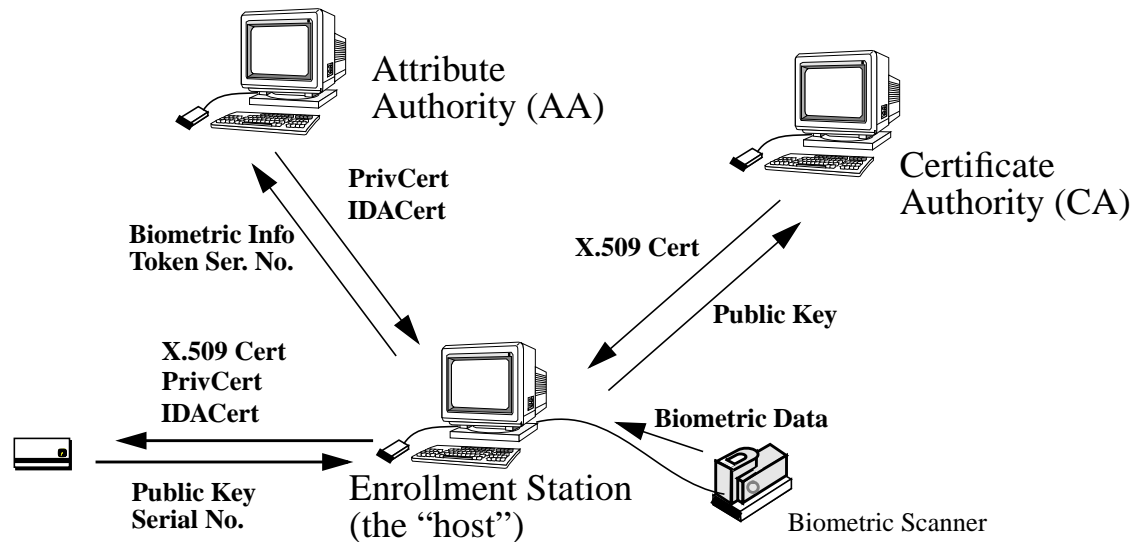 Attribute
Authority (AA)
Certificate
Authority (CA)
PrivCert
IDACert
Biometric Info
Token Ser. No.
X.509 Cert
Public Key
X.509 Cert
PrivCert
IDACert
Biometric Data
Public Key
Serial No.
Enrollment Station
(the “host”)
Biometric Scanner